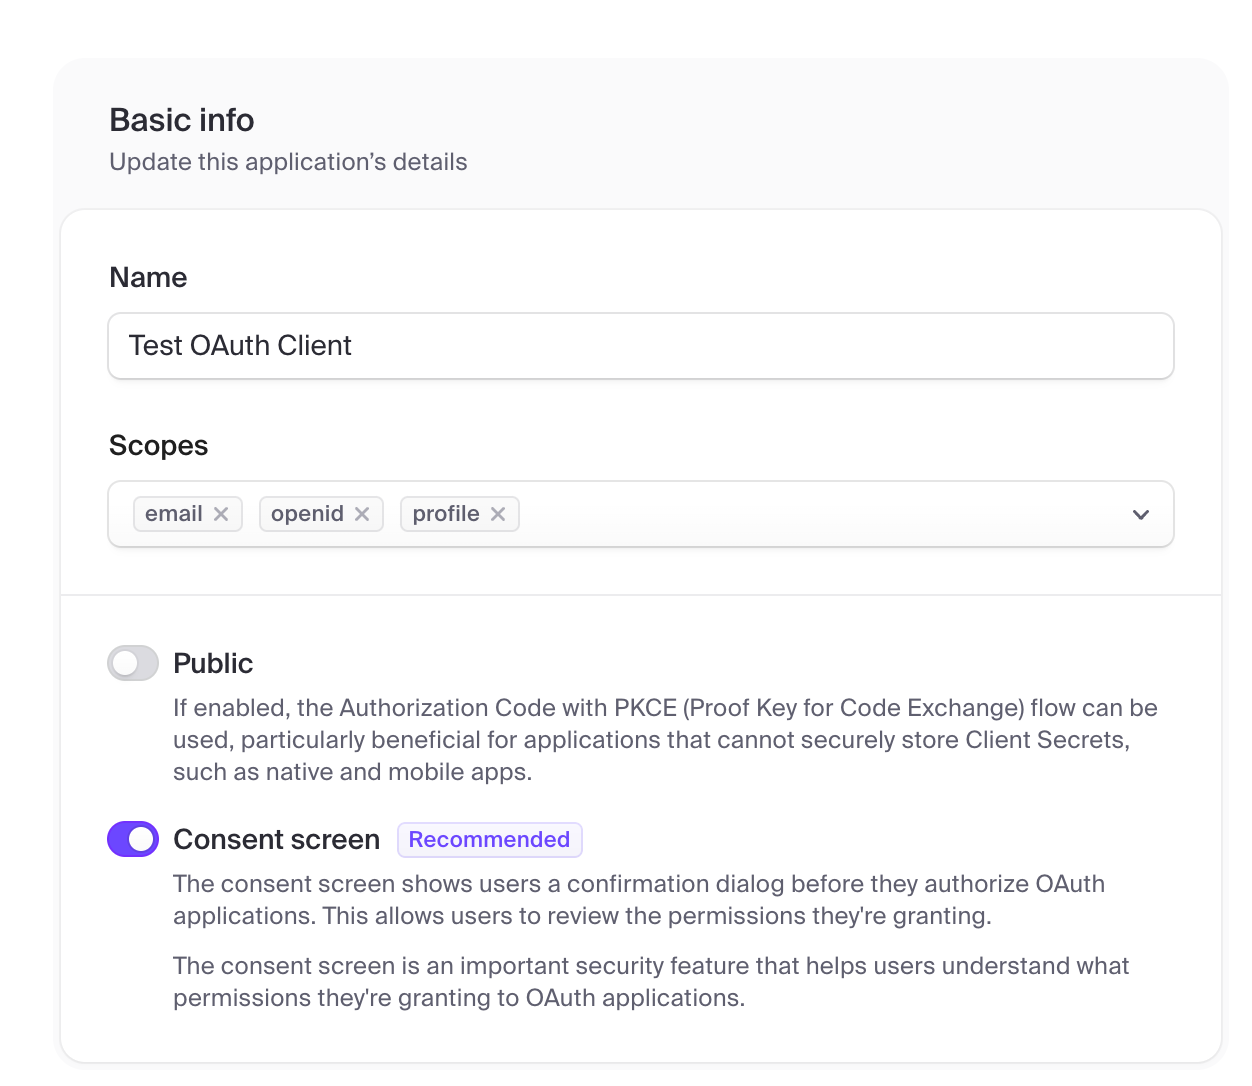 Basic info
Update this application’s details
Name
Test OAuth Client
Scopes
email openid profile
Public
If enabled, the Authorization Code with PKCE (Proof Key for Code Exchange) flow can be
used, particularly beneficial for applications that cannot securely store Client Secrets,
such as native and mobile apps.
Consent screen Recommended
The consent screen shows users a confirmation dialog before they authorize OAuth
applications. This allows users to review the permissions they're granting.
The consent screen is an important security feature that helps users understand what
permissions they're granting to OAuth applications.